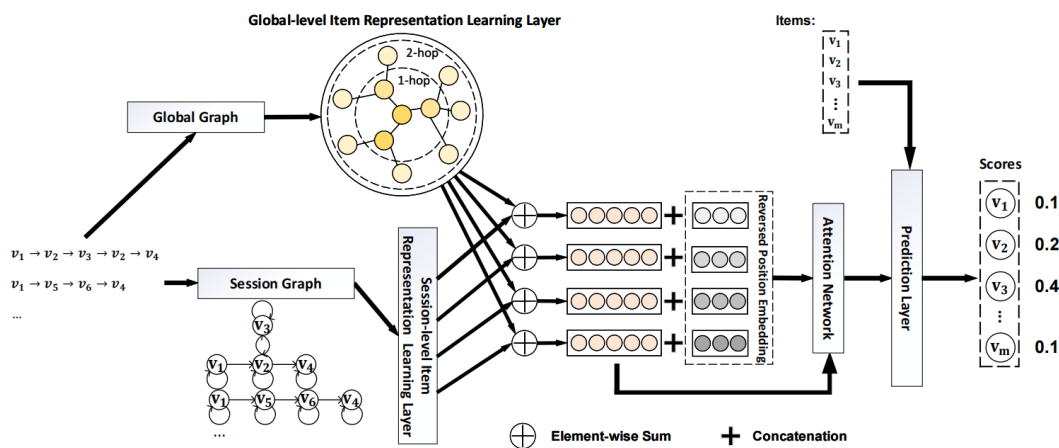 Global-level Item Representation Learning Layer
2-hop
1-hop
Global Graph
v₁ → v₂ → v₃ → v₂ → v₄
v₁ → v₅ → v₆ → v₄
...
Session Graph
v₃
v₁ v₂ v₄
v₁ v₅ v₆ v₄
...
Session-level Item
Representation Learning Layer
+
+
+
+
Reversed Position Embedding
Attention Network
Items:
v₁
v₂
v₃
...
vₘ
Prediction Layer
Scores
v₁ 0.1
v₂ 0.2
v₃ 0.4
...
vₘ 0.1
Element-wise Sum
+ Concatenation